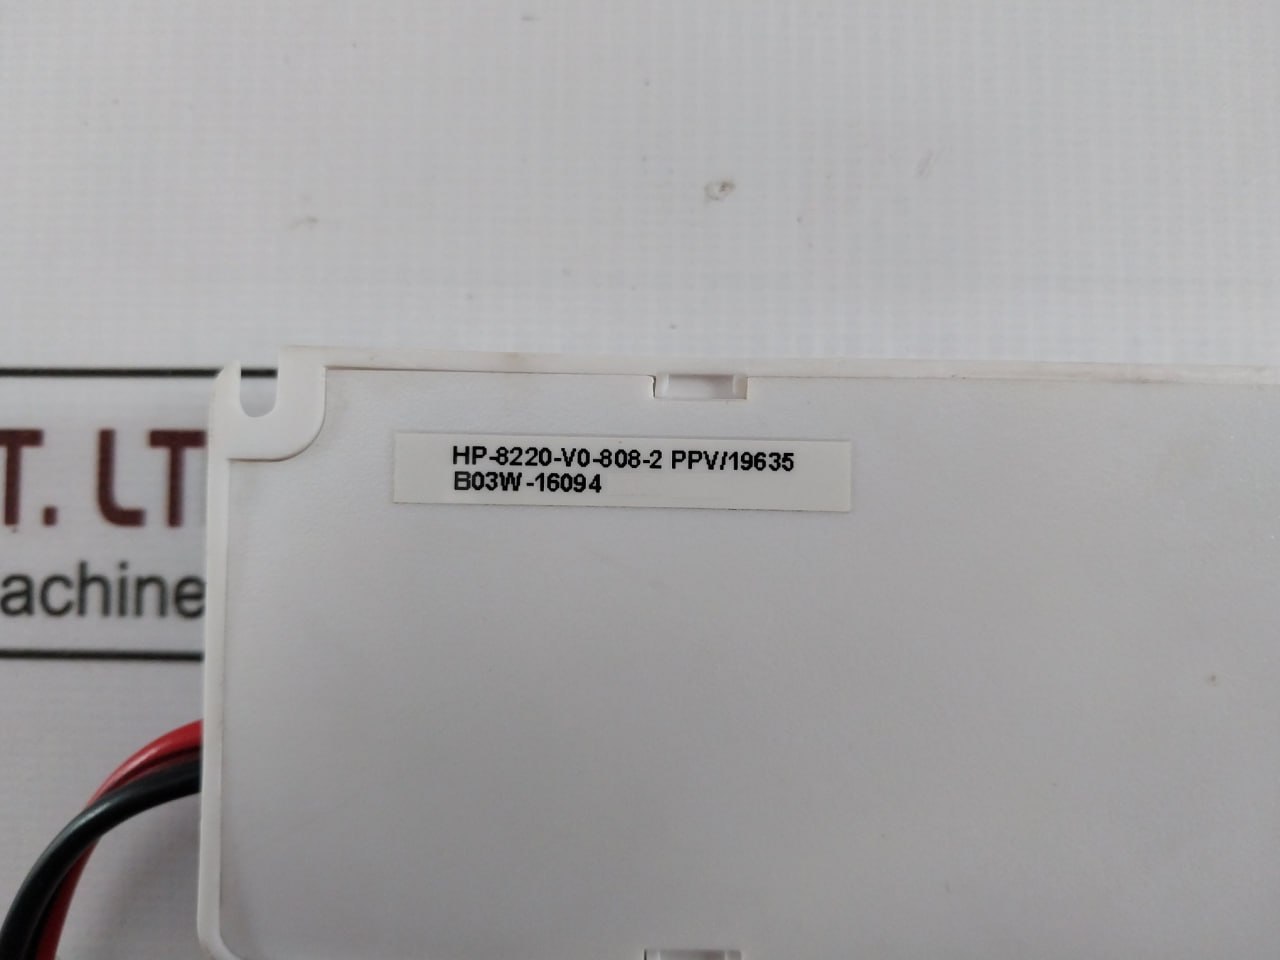 HP-8220-V0-808-2 PPV/19635
B03W-16094
T. LT
achine